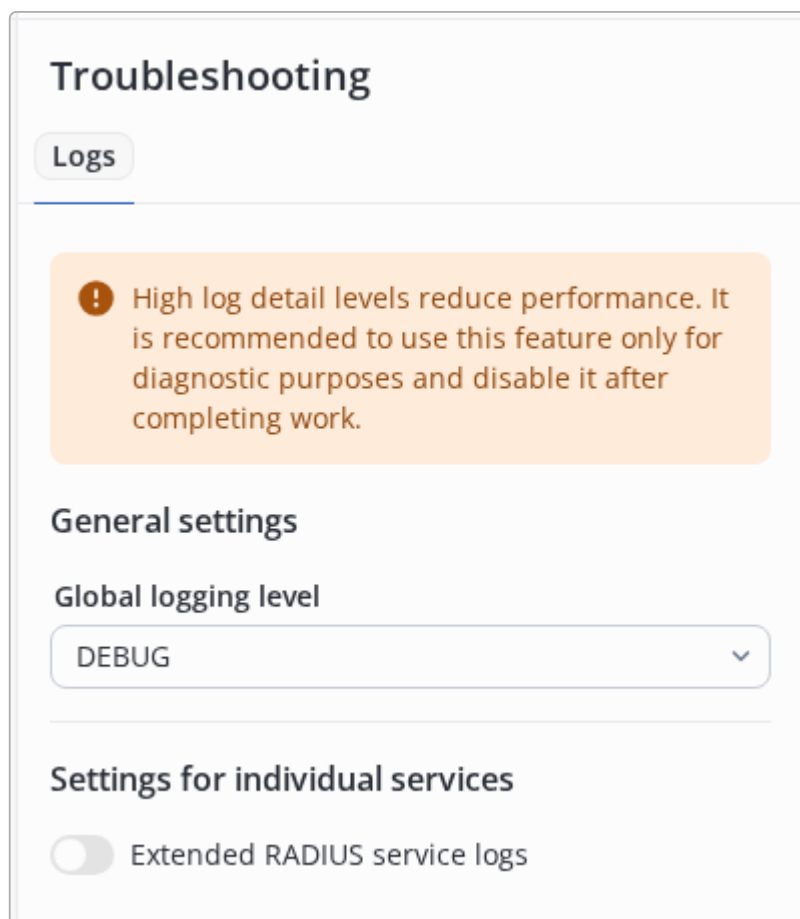 Troubleshooting
Logs
High log detail levels reduce performance. It
is recommended to use this feature only for
diagnostic purposes and disable it after
completing work.
General settings
Global logging level
DEBUG
Settings for individual services
Extended RADIUS service logs